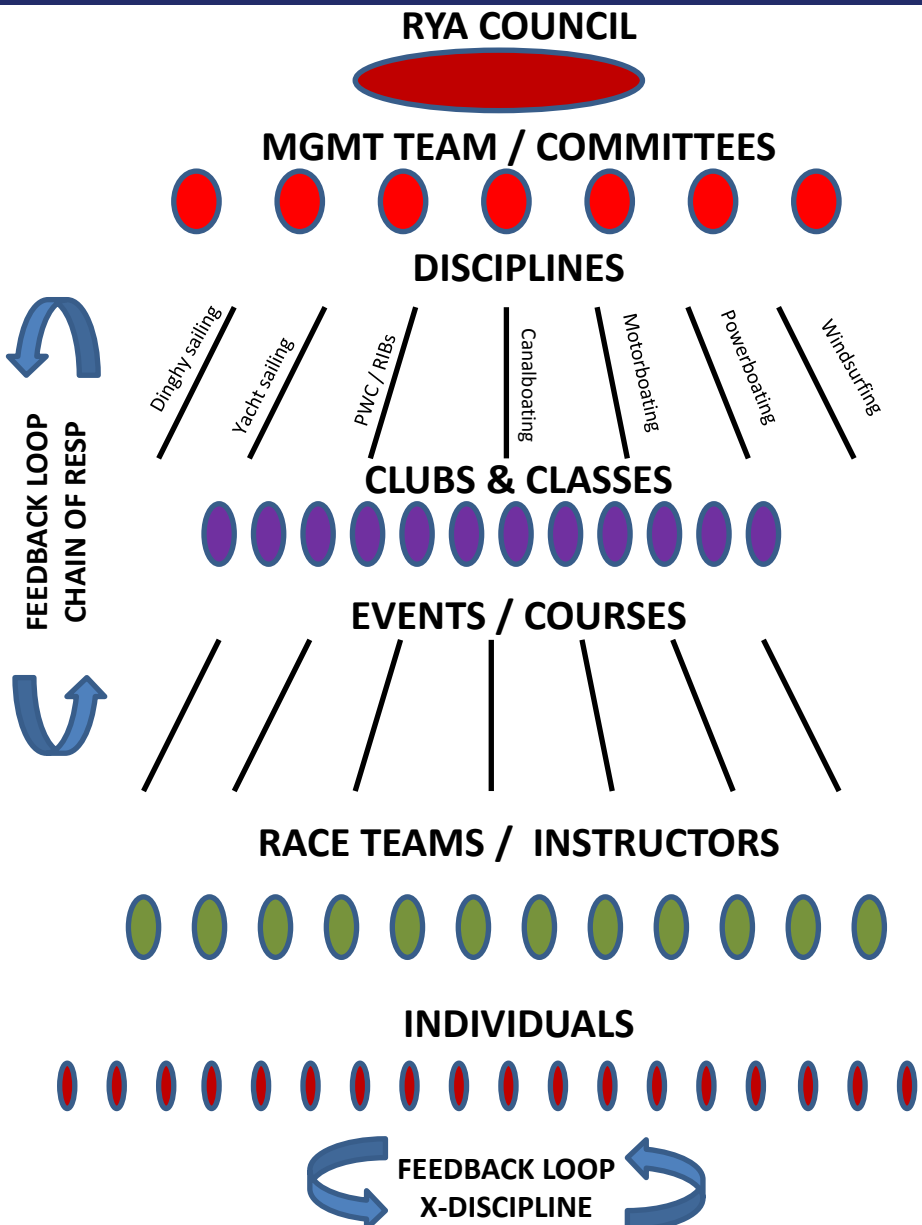 RYA COUNCIL
MGMT TEAM / COMMITTEES
DISCIPLINES
Dinghy sailing
Yacht sailing
PWC / RIBs
Canalboating
Motorboating
Powerboating
Windsurfing
FEEDBACK LOOP
CHAIN OF RESP
CLUBS & CLASSES
EVENTS / COURSES
RACE TEAMS / INSTRUCTORS
INDIVIDUALS
FEEDBACK LOOP
X-DISCIPLINE